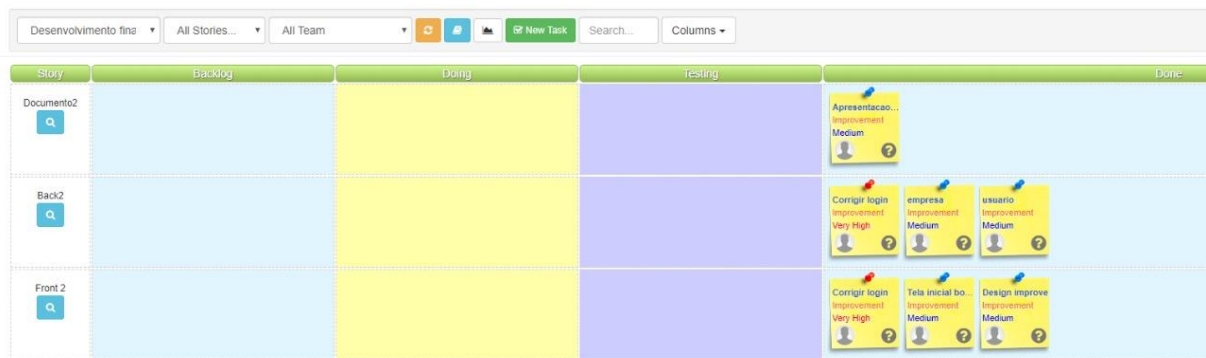 Desenvolvimento fina
All Stories...
All Team
New Task
Search...
Columns
Story Backlog Doing Testing Done
Documento2
Apresentacao...
Improvement
Medium
Back2
Corrigir login
Improvement
Very High
empresa
Improvement
Medium
usuario
Improvement
Medium
Front 2
Corrigir login
Improvement
Very High
Tela inicial bo...
Improvement
Medium
Design improve
Improvement
Medium